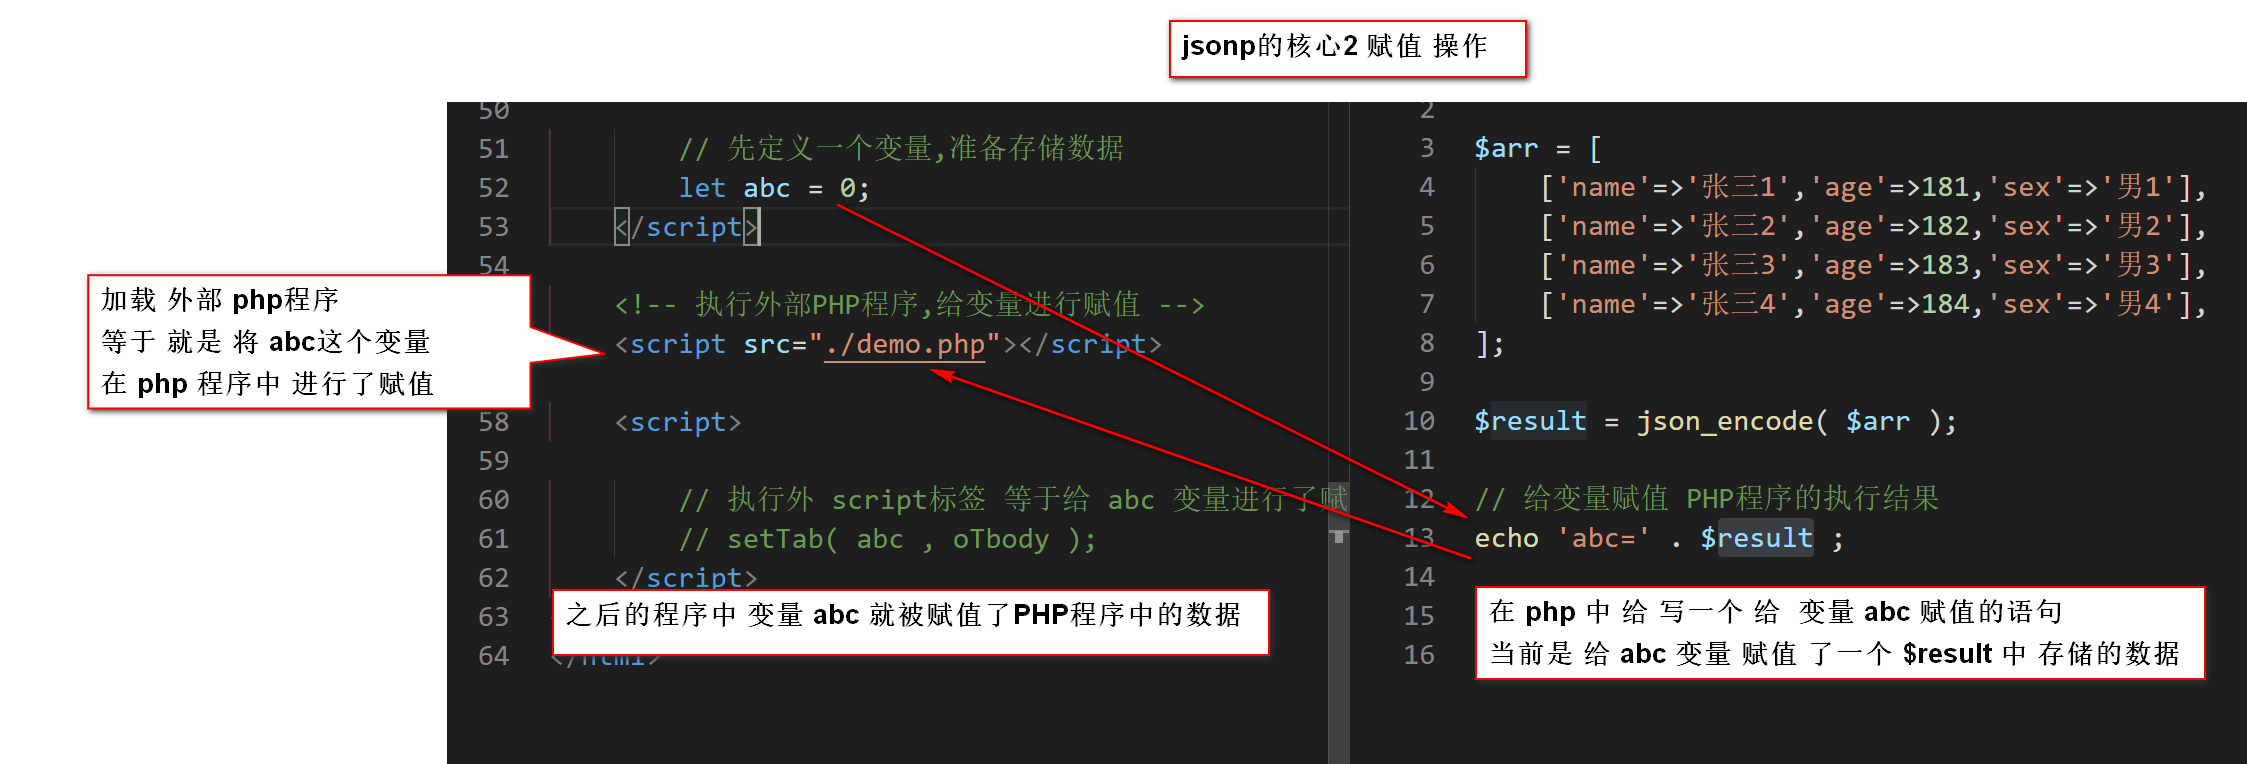 jsonp的核心2 赋值 操作
50
51 // 先定义一个变量,准备存储数据
52 let abc = 0;
53 </script>
54
加载 外部 php程序
等于 就是 将 abc这个变量
在 php 程序中 进行了赋值
<!-- 执行外部PHP程序,给变量进行赋值 -->
<script src="./demo.php"></script>
58 <script>
59
60 // 执行外 script标签 等于给 abc 变量进行了赋
61 // setTab( abc , oTbody );
62 </script>
63
之后的程序中 变量 abc 就被赋值了PHP程序中的数据
64 </html>
2
3 $arr = [
4 ['name'=>'张三1','age'=>181,'sex'=>'男1'],
5 ['name'=>'张三2','age'=>182,'sex'=>'男2'],
6 ['name'=>'张三3','age'=>183,'sex'=>'男3'],
7 ['name'=>'张三4','age'=>184,'sex'=>'男4'],
8 ];
9
10 $result = json_encode( $arr );
11
12 // 给变量赋值 PHP程序的执行结果
13 echo 'abc=' . $result ;
14
15
16
在 php 中 给 写一个 给 变量 abc 赋值的语句
当前是 给 abc 变量 赋值 了一个 $result 中 存储的数据